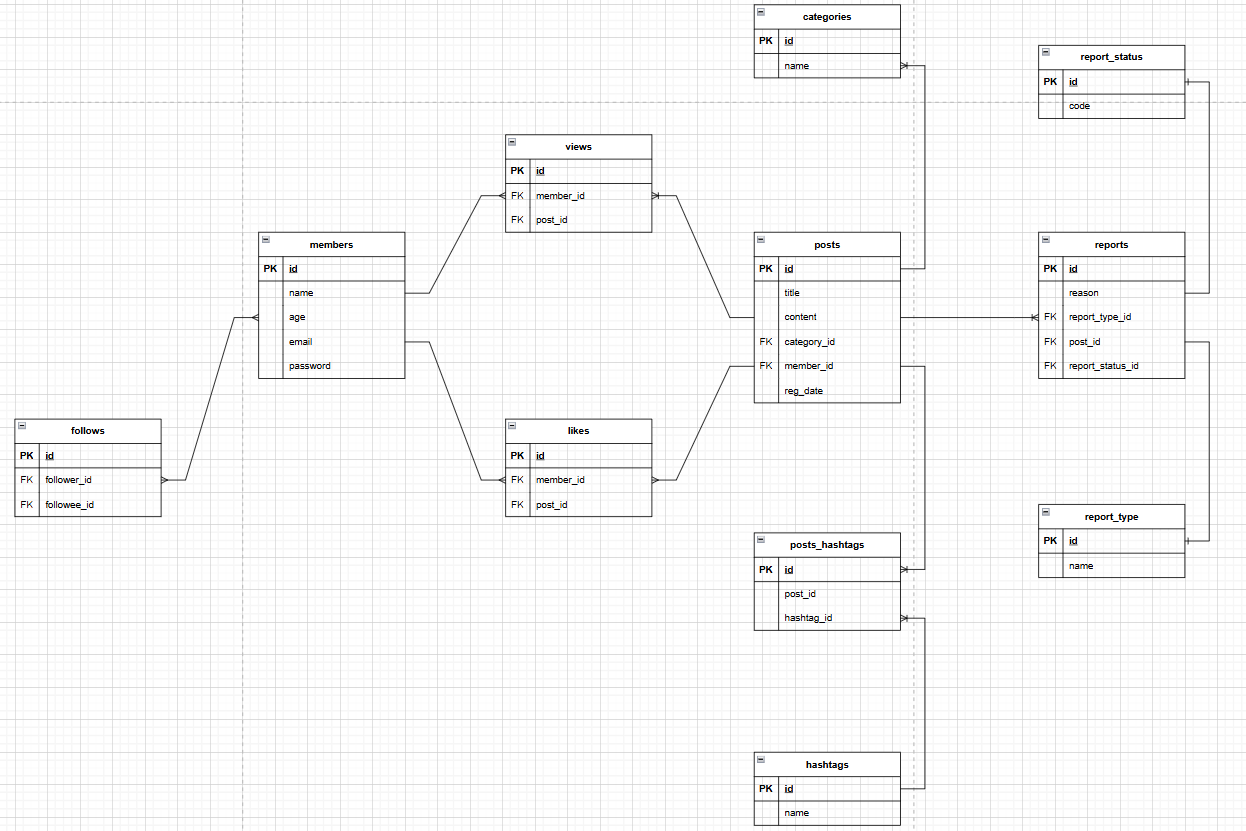 categories
PK id
name
report_status
PK id
code
views
PK id
FK member_id
FK post_id
members
PK id
name
age
email
password
posts
PK id
title
content
FK category_id
FK member_id
reg_date
reports
PK id
reason
FK report_type_id
FK post_id
FK report_status_id
follows
PK id
FK follower_id
FK followee_id
likes
PK id
FK member_id
FK post_id
posts_hashtags
PK id
post_id
hashtag_id
report_type
PK id
name
hashtags
PK id
name